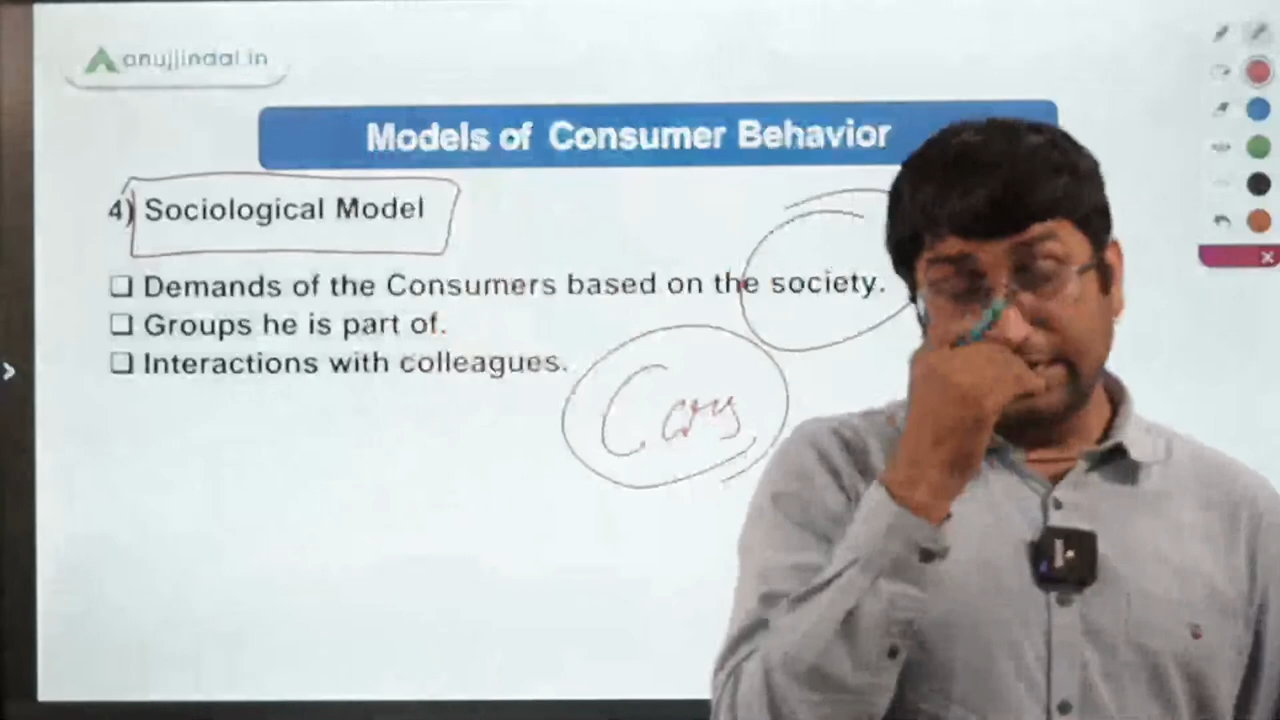 anujjindal.in
Models of Consumer Behavior
4) Sociological Model
❑ Demands of the Consumers based on the society.
❑ Groups he is part of.
❑ Interactions with colleagues.